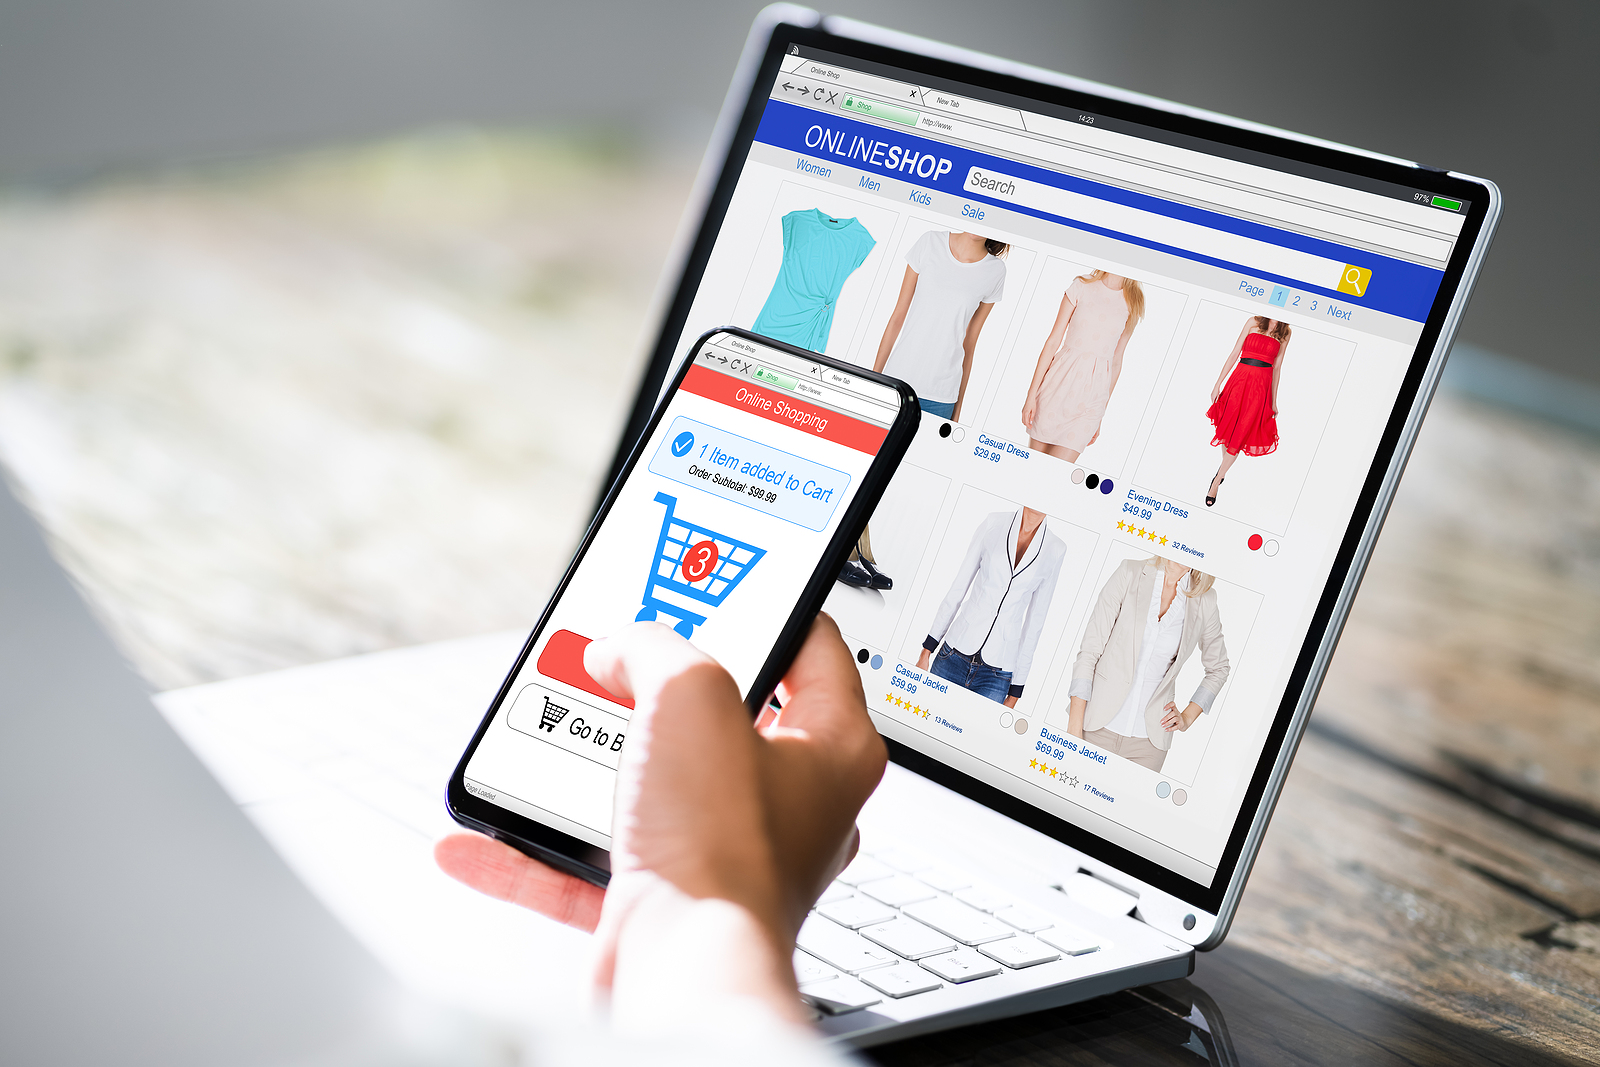 Online Shop
New Tab
14:23
97%
Shop
http://www.
ONLINESHOP
Search
Women
Men
Kids
Sale
Page 1 2 3 Next
Casual Dress
$29.99
Evening Dress
$49.99
32 Reviews
Casual Jacket
$59.99
13 Reviews
Business Jacket
$69.99
17 Reviews
Online Shop
New Tab
Shop
http://www.
Online Shopping
1 Item added to Cart
Order Subtotal: $99.99
3
Go to B
Page Loaded